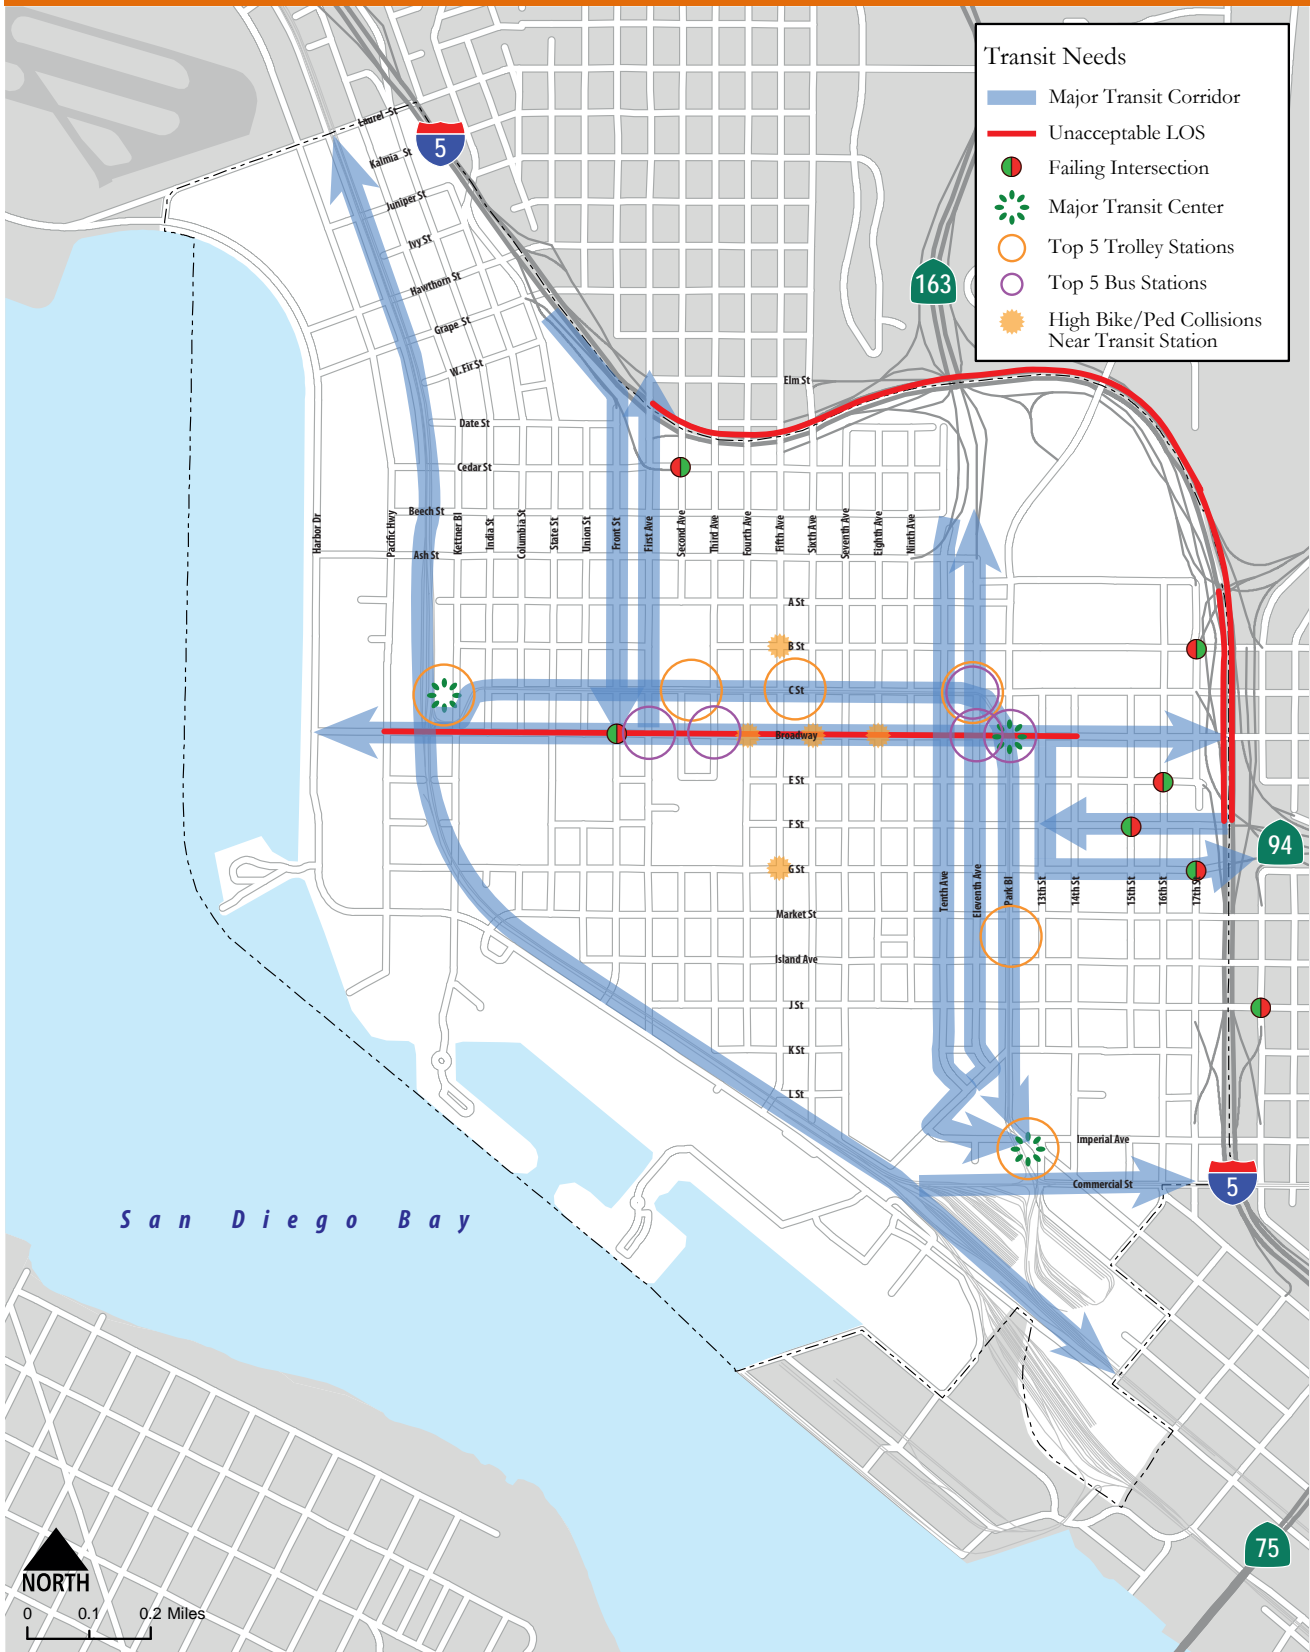 Transit Needs
Major Transit Corridor
Unacceptable LOS
Failing Intersection
Major Transit Center
Top 5 Trolley Stations
Top 5 Bus Stations
High Bike/Ped Collisions
Near Transit Station
5
163
Laurel St
Kalmia St
Juniper St
Ivy St
Hawthorn St
Grape St
W. Fir St
Elm St
Date St
Cedar St
Beech St
Ash St
Harbor Dr
Pacific Hwy
Kettner Bl
India St
Columbia St
State St
Union St
Front St
First Ave
Second Ave
Third Ave
Fourth Ave
Fifth Ave
Sixth Ave
Seventh Ave
Eighth Ave
Ninth Ave
A St
B St
C St
Broadway
E St
F St
94
G St
Tenth Ave
Eleventh Ave
Park Bl
13th St
14th St
15th St
16th St
17th St
Market St
Island Ave
J St
K St
L St
Imperial Ave
Commercial St
5
San Diego Bay
75
NORTH
0 0.1 0.2 Miles